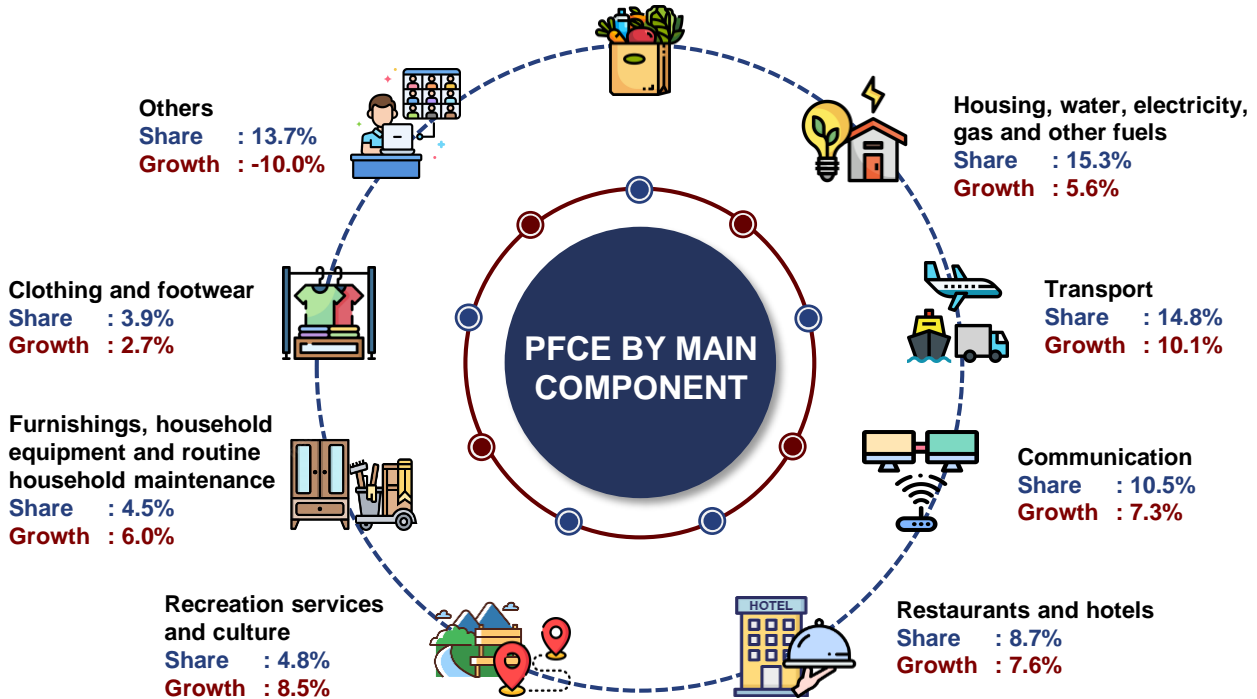 Others
Share : 13.7%
Growth : -10.0%
Housing, water, electricity,
gas and other fuels
Share : 15.3%
Growth : 5.6%
Clothing and footwear
Share : 3.9%
Growth : 2.7%
Transport
Share : 14.8%
Growth : 10.1%
PFCE BY MAIN
COMPONENT
Furnishings, household
equipment and routine
household maintenance
Share : 4.5%
Growth : 6.0%
Communication
Share : 10.5%
Growth : 7.3%
Recreation services
and culture
Share : 4.8%
Growth : 8.5%
HOTEL
Restaurants and hotels
Share : 8.7%
Growth : 7.6%